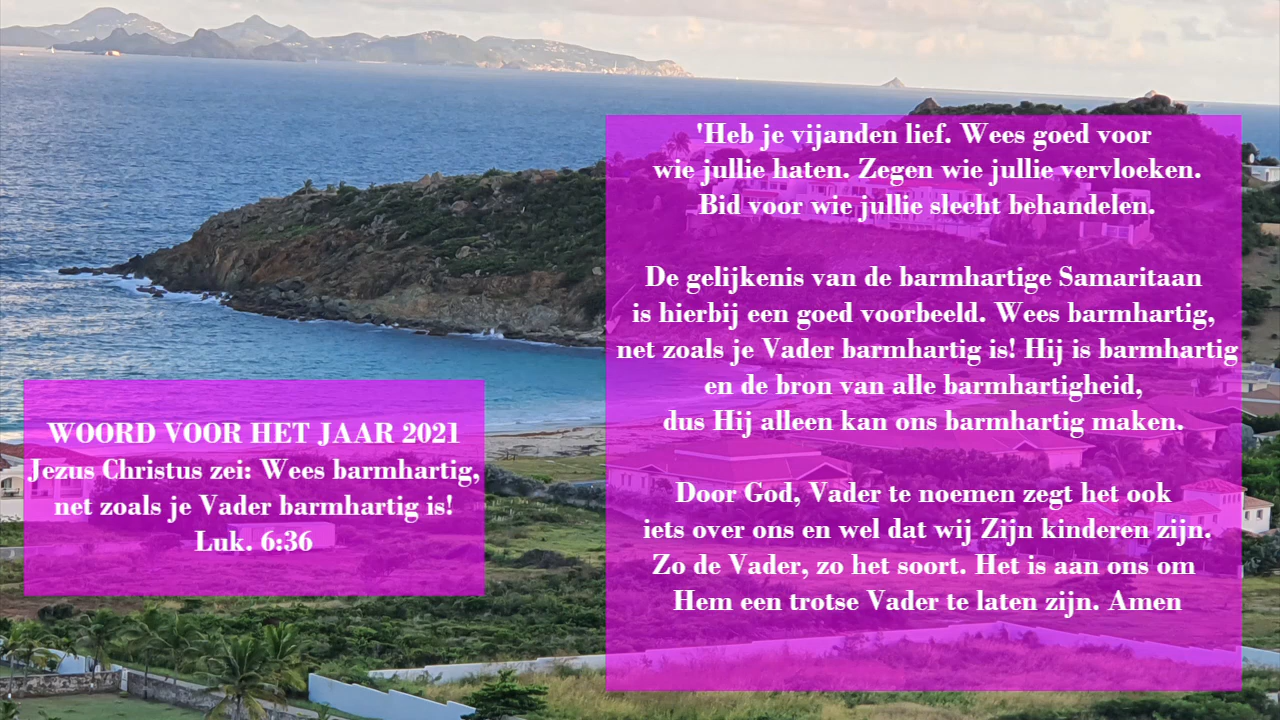 'Heb je vijanden lief. Wees goed voor
wie jullie haten. Zegen wie jullie vervloeken.
Bid voor wie jullie slecht behandelen.
De gelijkenis van de barmhartige Samaritaan
is hierbij een goed voorbeeld. Wees barmhartig,
net zoals je Vader barmhartig is! Hij is barmhartig
en de bron van alle barmhartigheid,
dus Hij alleen kan ons barmhartig maken.
Door God, Vader te noemen zegt het ook
iets over ons en wel dat wij Zijn kinderen zijn.
Zo de Vader, zo het soort. Het is aan ons om
Hem een trotse Vader te laten zijn. Amen
WOORD VOOR HET JAAR 2021
Jezus Christus zei: Wees barmhartig,
net zoals je Vader barmhartig is!
Luk. 6:36